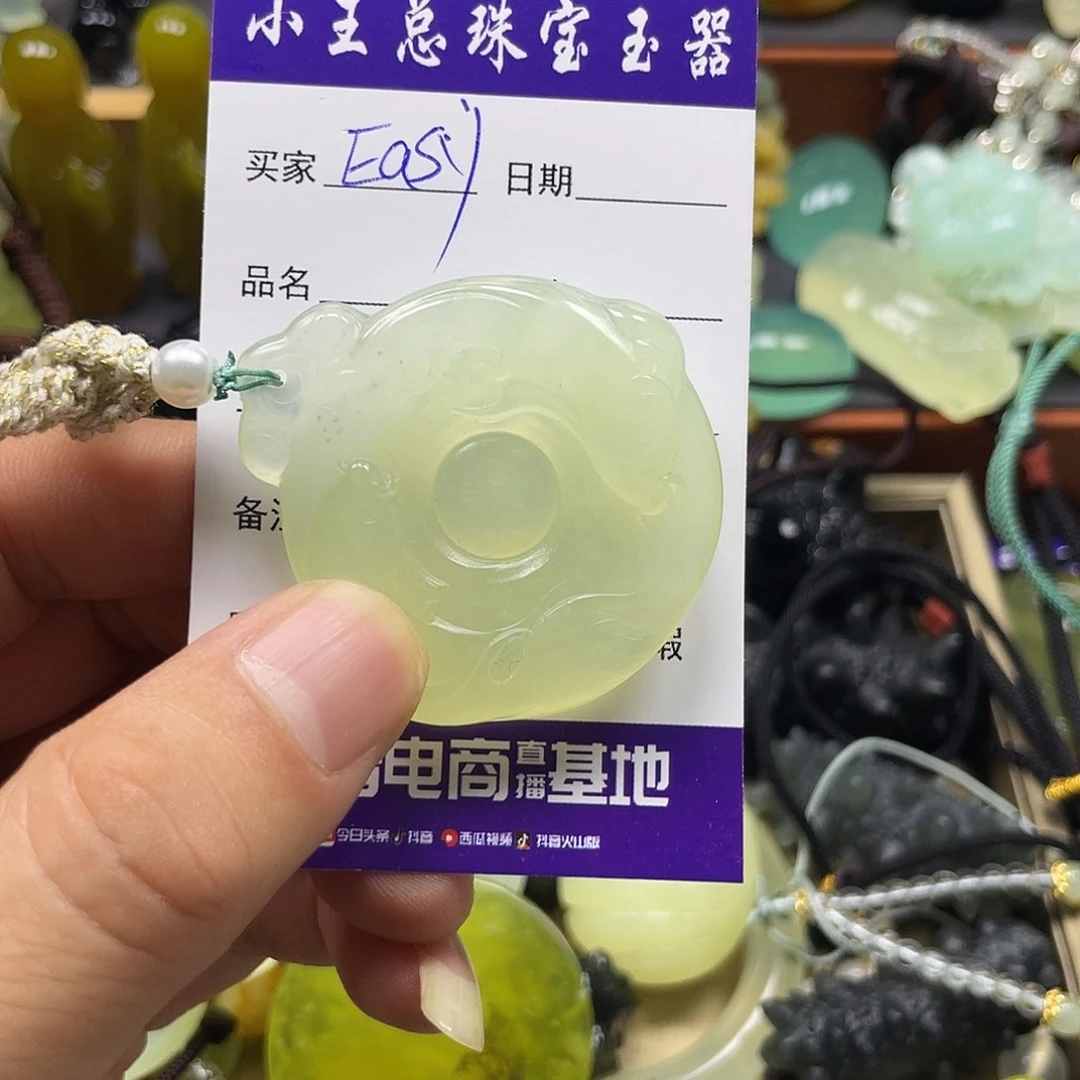 小王总珠宝玉器
买家 Easy 日期
品名
备注
电商直播基地
今日头条 抖音 西瓜视频 抖音火山版